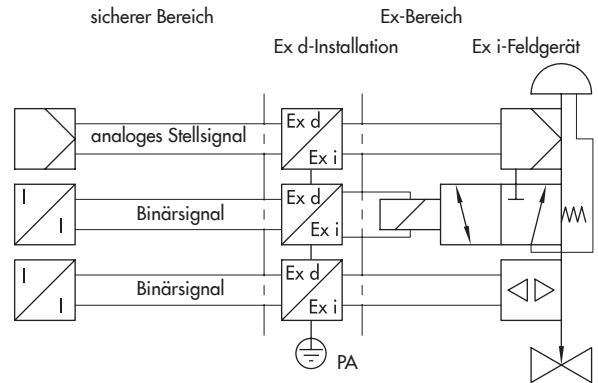 sicherer Bereich
Ex-Bereich
Ex d-Installation
Ex i-Feldgerät
analoges Stellsignal
Ex d
Ex i
I
I
Binärsignal
Ex d
Ex i
I
I
Binärsignal
Ex d
Ex i
PA